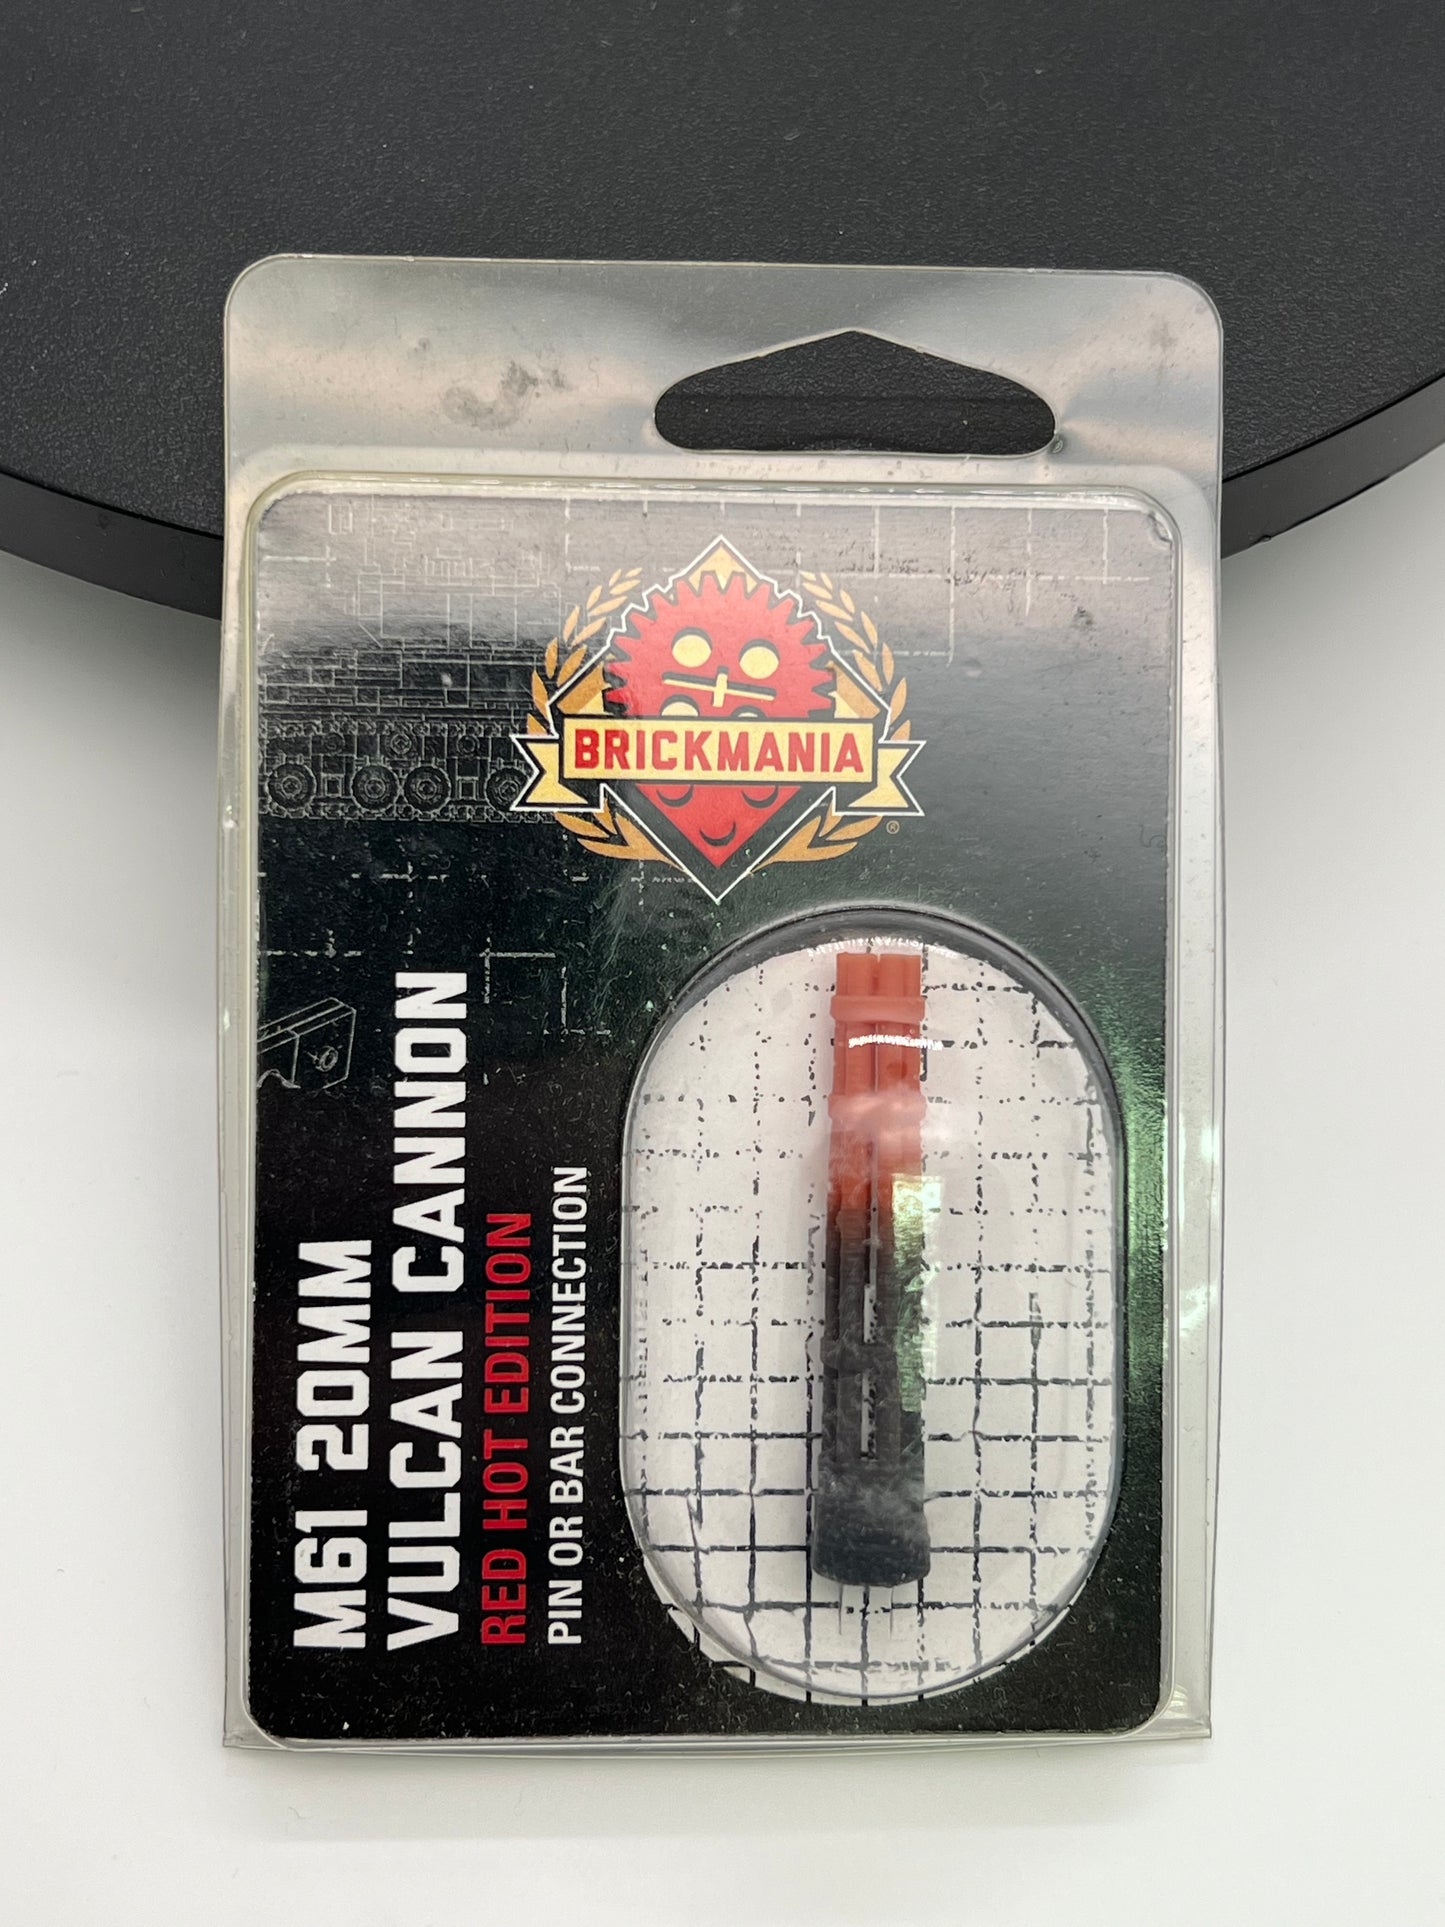 BRICKMANIA
®
M61 20MM
VULCAN CANNON
RED HOT EDITION
PIN OR BAR CONNECTION